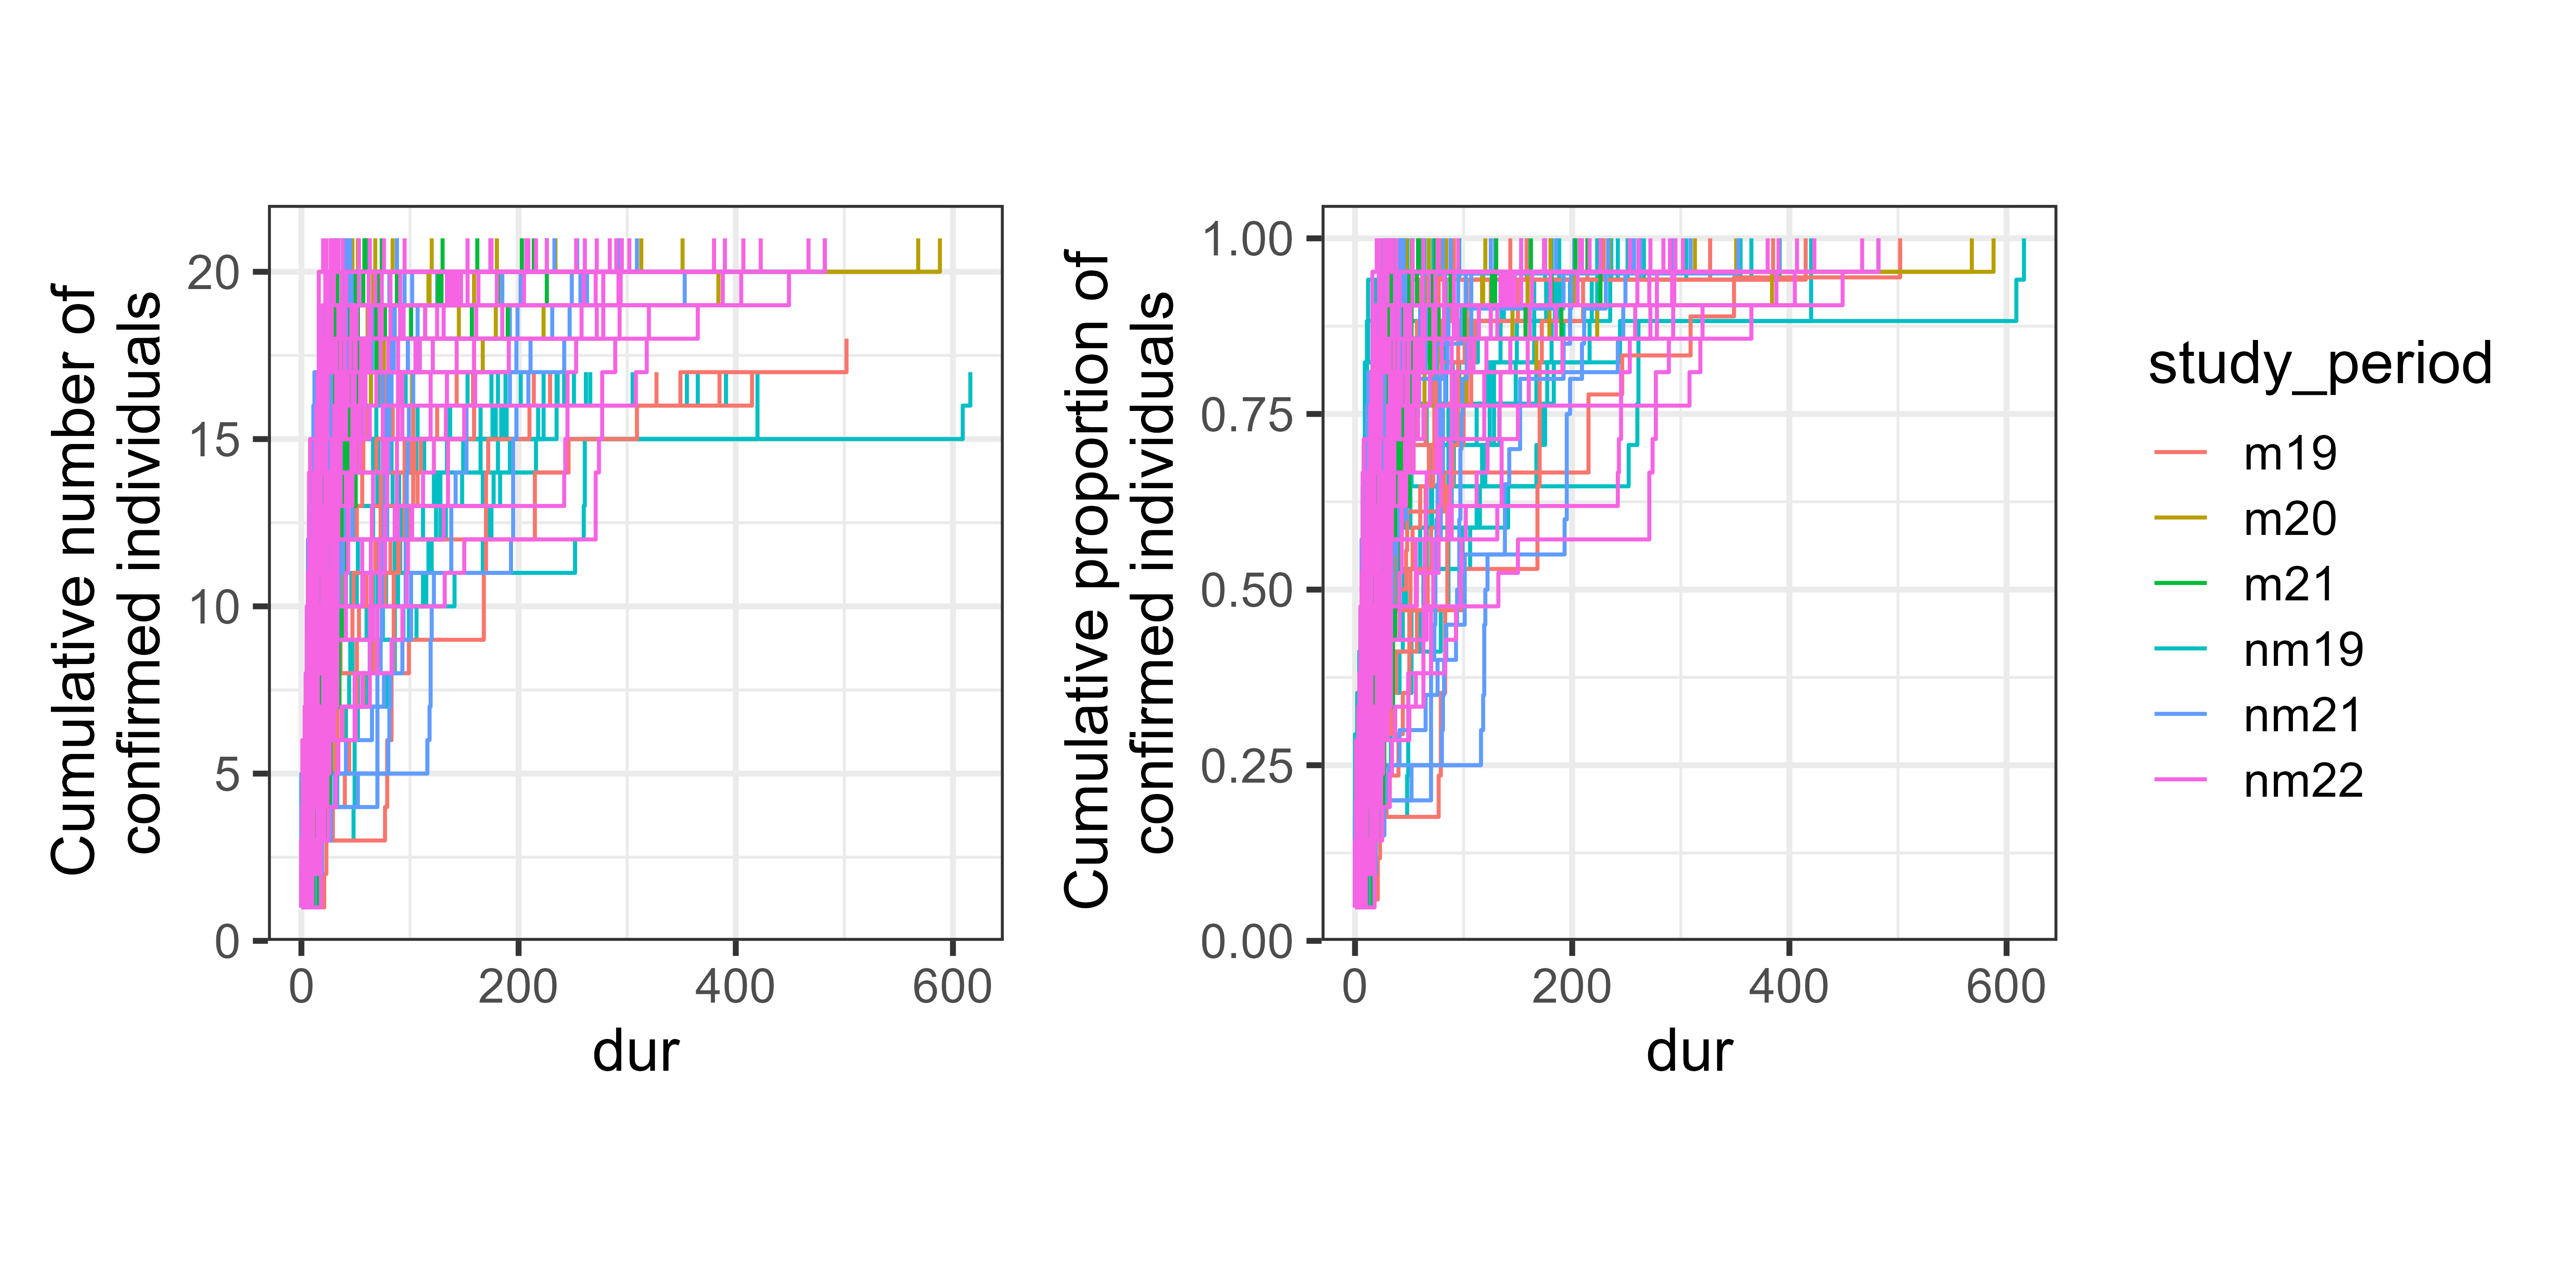 Cumulative number of
confirmed individuals
20
15
10
5
0
0 200 400 600
dur
Cumulative proportion of
confirmed individuals
1.00
0.75
0.50
0.25
0.00
0 200 400 600
dur
study_period
m19
m20
m21
nm19
nm21
nm22